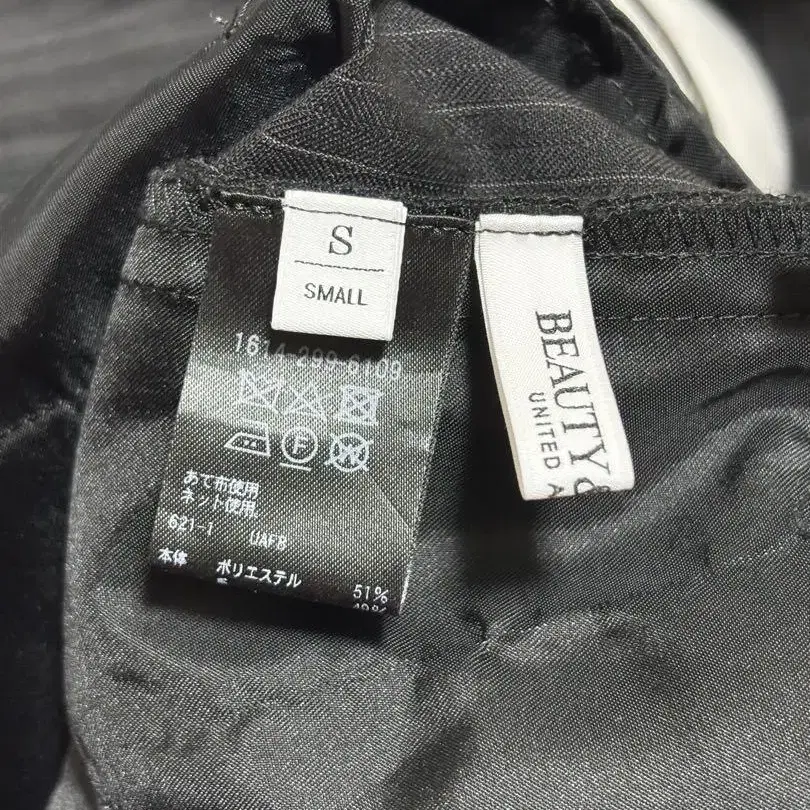 S
SMALL
1614-299-6109
F
あて布使用
ネット使用。
621-1 UAFB
本体 ポリエステル 51%
49%
BEAUTY &
UNITED A